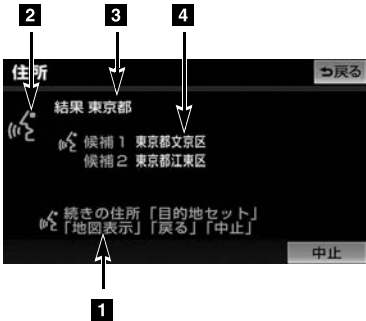 2 3 4
住所 戻る
結果 東京都
候補1 東京都文京区
候補2 東京都江東区
続きの住所「目的地セット」
「地図表示」「戻る」「中止」
中止
1